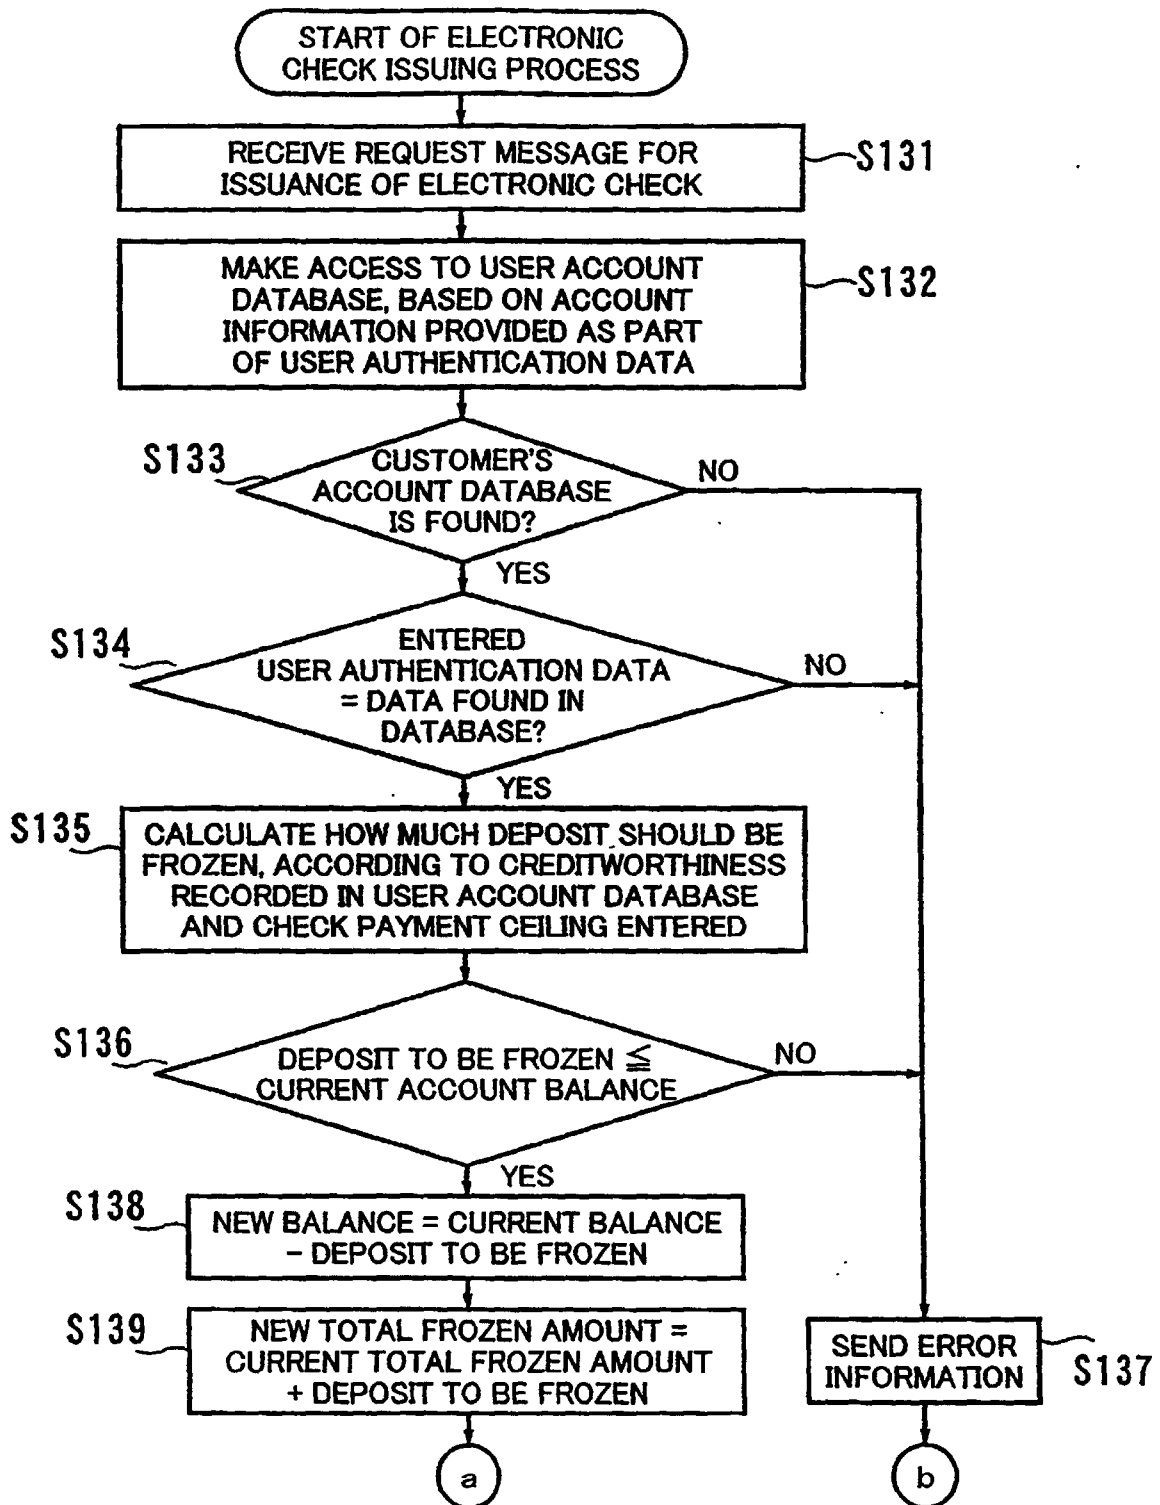 START OF ELECTRONIC
CHECK ISSUING PROCESS
RECEIVE REQUEST MESSAGE FOR
ISSUANCE OF ELECTRONIC CHECK
S131
MAKE ACCESS TO USER ACCOUNT
DATABASE, BASED ON ACCOUNT
INFORMATION PROVIDED AS PART
OF USER AUTHENTICATION DATA
S132
S133
CUSTOMER'S
ACCOUNT DATABASE
IS FOUND?
NO
YES
S134
ENTERED
USER AUTHENTICATION DATA
= DATA FOUND IN
DATABASE?
NO
YES
S135
CALCULATE HOW MUCH DEPOSIT SHOULD BE
FROZEN, ACCORDING TO CREDITWORTHINESS
RECORDED IN USER ACCOUNT DATABASE
AND CHECK PAYMENT CEILING ENTERED
S136
DEPOSIT TO BE FROZEN ≦
CURRENT ACCOUNT BALANCE
NO
YES
S138
NEW BALANCE = CURRENT BALANCE
− DEPOSIT TO BE FROZEN
S139
NEW TOTAL FROZEN AMOUNT =
CURRENT TOTAL FROZEN AMOUNT
+ DEPOSIT TO BE FROZEN
SEND ERROR
INFORMATION
S137
a
b